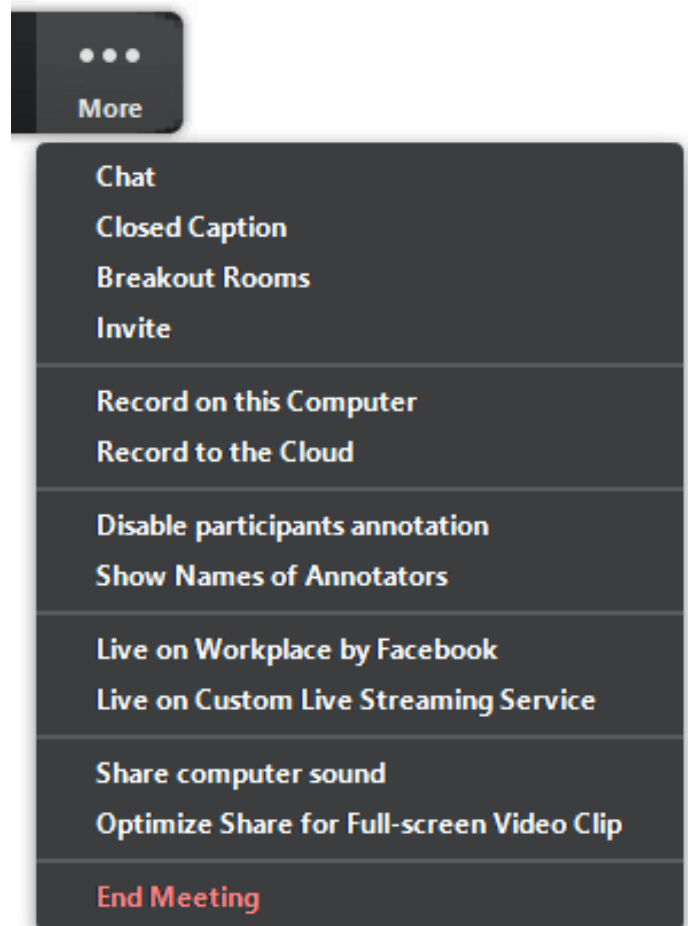 More
Chat
Closed Caption
Breakout Rooms
Invite
Record on this Computer
Record to the Cloud
Disable participants annotation
Show Names of Annotators
Live on Workplace by Facebook
Live on Custom Live Streaming Service
Share computer sound
Optimize Share for Full-screen Video Clip
End Meeting